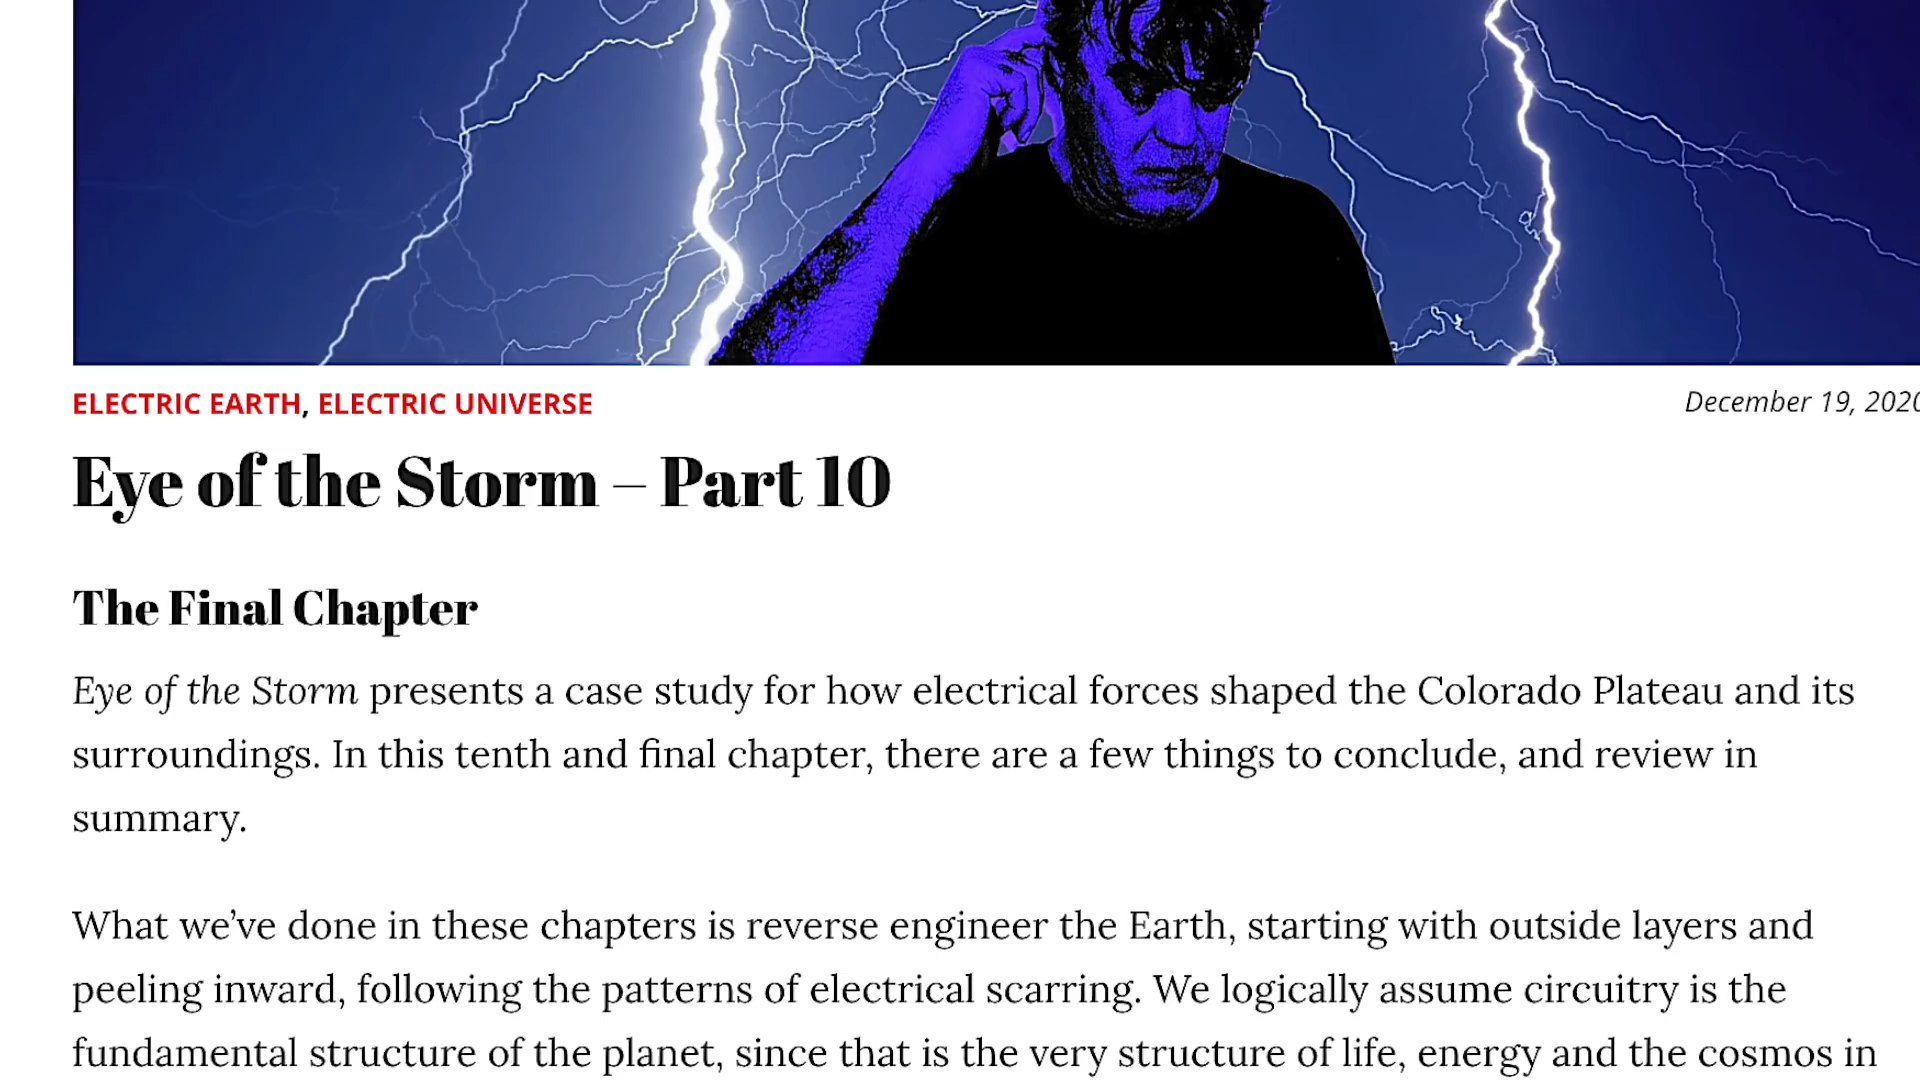 ELECTRIC EARTH, ELECTRIC UNIVERSE
December 19, 2020
Eye of the Storm – Part 10
The Final Chapter
Eye of the Storm presents a case study for how electrical forces shaped the Colorado Plateau and its
surroundings. In this tenth and final chapter, there are a few things to conclude, and review in
summary.
What we’ve done in these chapters is reverse engineer the Earth, starting with outside layers and
peeling inward, following the patterns of electrical scarring. We logically assume circuitry is the
fundamental structure of the planet, since that is the very structure of life, energy and the cosmos in